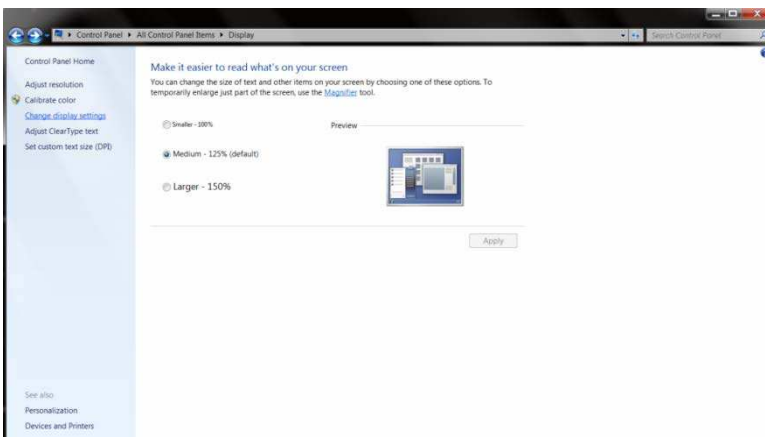 Control Panel ▸ All Control Panel Items ▸ Display
Search Control Panel
Control Panel Home
Adjust resolution
Calibrate color
Change display settings
Adjust ClearType text
Set custom text size (DPI)
Make it easier to read what's on your screen
You can change the size of text and other items on your screen by choosing one of these options. To
temporarily enlarge just part of the screen, use the Magnifier tool.
Smaller - 100%
Preview
Medium - 125% (default)
Larger - 150%
Apply
See also
Personalization
Devices and Printers